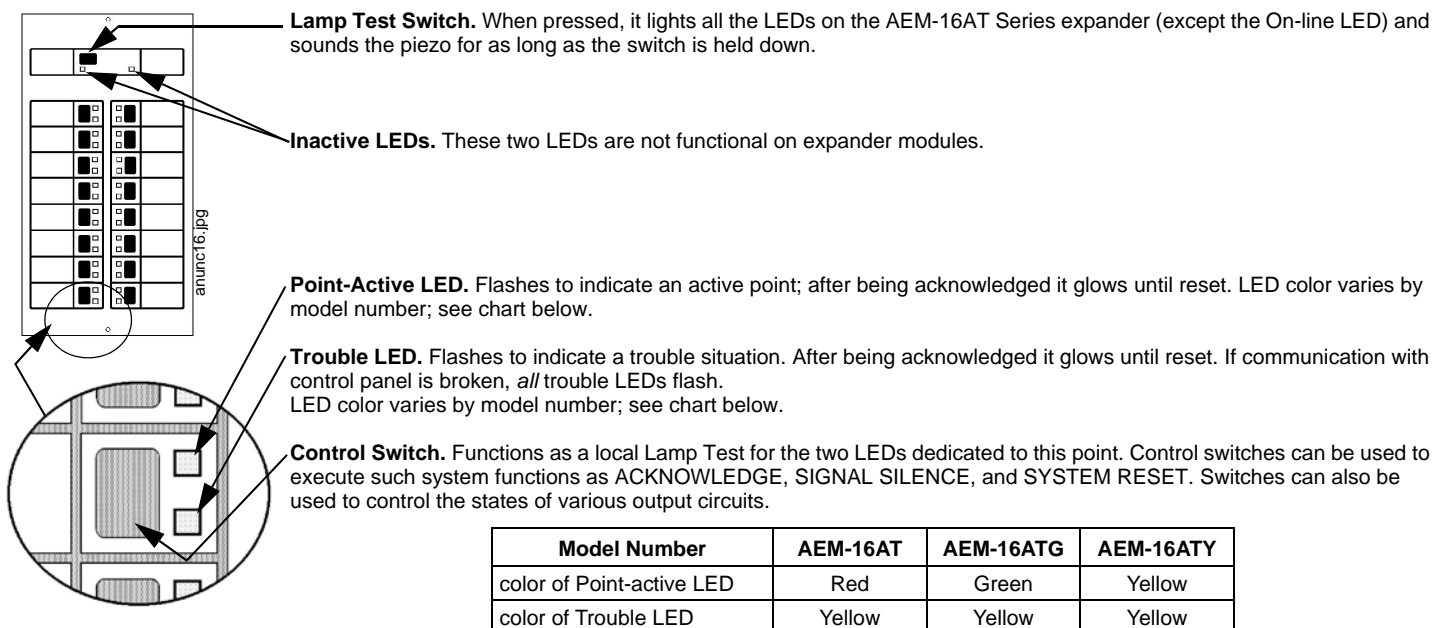 Lamp Test Switch. When pressed, it lights all the LEDs on the AEM-16AT Series expander (except the On-line LED) and
sounds the piezo for as long as the switch is held down.
Inactive LEDs. These two LEDs are not functional on expander modules.
anunc16.jpg
Point-Active LED. Flashes to indicate an active point; after being acknowledged it glows until reset. LED color varies by
model number; see chart below.
Trouble LED. Flashes to indicate a trouble situation. After being acknowledged it glows until reset. If communication with
control panel is broken, all trouble LEDs flash.
LED color varies by model number; see chart below.
Control Switch. Functions as a local Lamp Test for the two LEDs dedicated to this point. Control switches can be used to
execute such system functions as ACKNOWLEDGE, SIGNAL SILENCE, and SYSTEM RESET. Switches can also be
used to control the states of various output circuits.
Model Number AEM-16AT AEM-16ATG AEM-16ATY
color of Point-active LED Red Green Yellow
color of Trouble LED Yellow Yellow Yellow